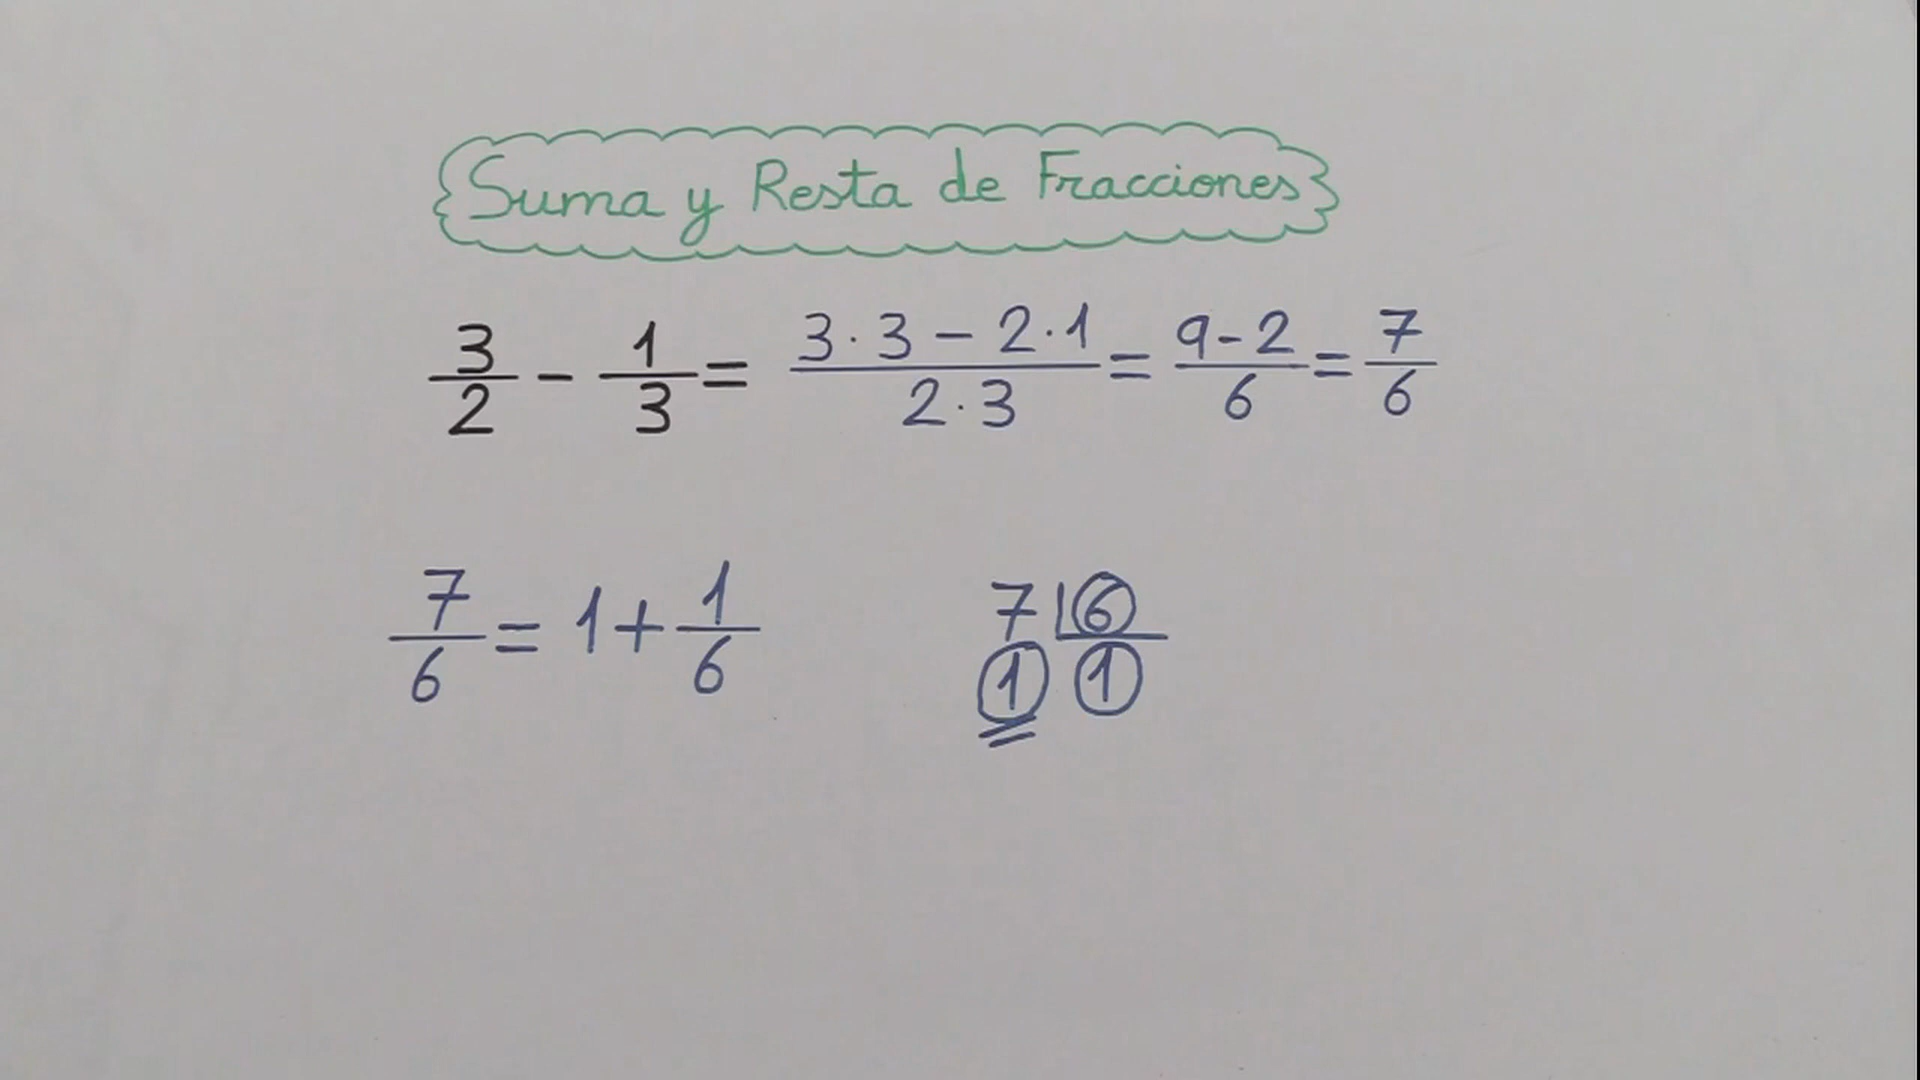 Suma y Resta de Fracciones
3/2 - 1/3 = (3·3 - 2·1)/(2·3) = (9-2)/6 = 7/6
7/6 = 1 + 1/6
7 | 6
1 1